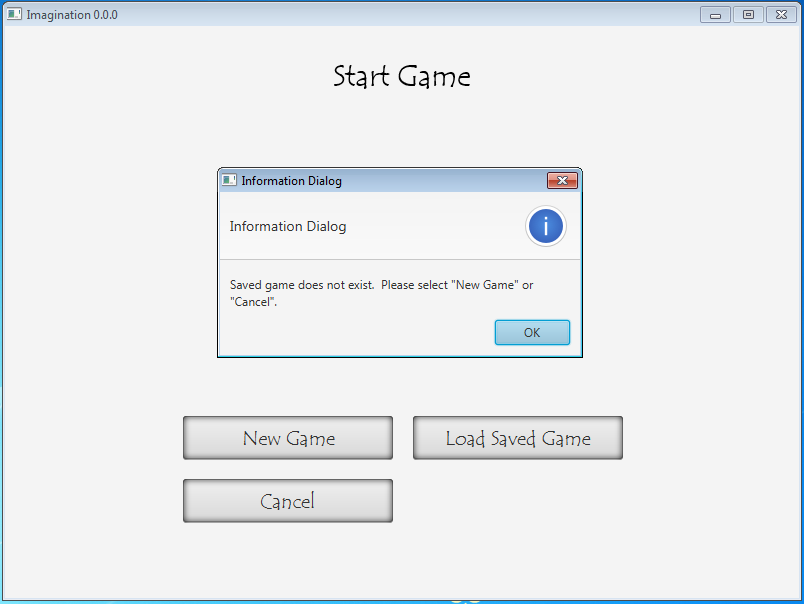 Imagination 0.0.0
Start Game
Information Dialog
Information Dialog
i
Saved game does not exist.  Please select "New Game" or
"Cancel".
OK
New Game
Load Saved Game
Cancel